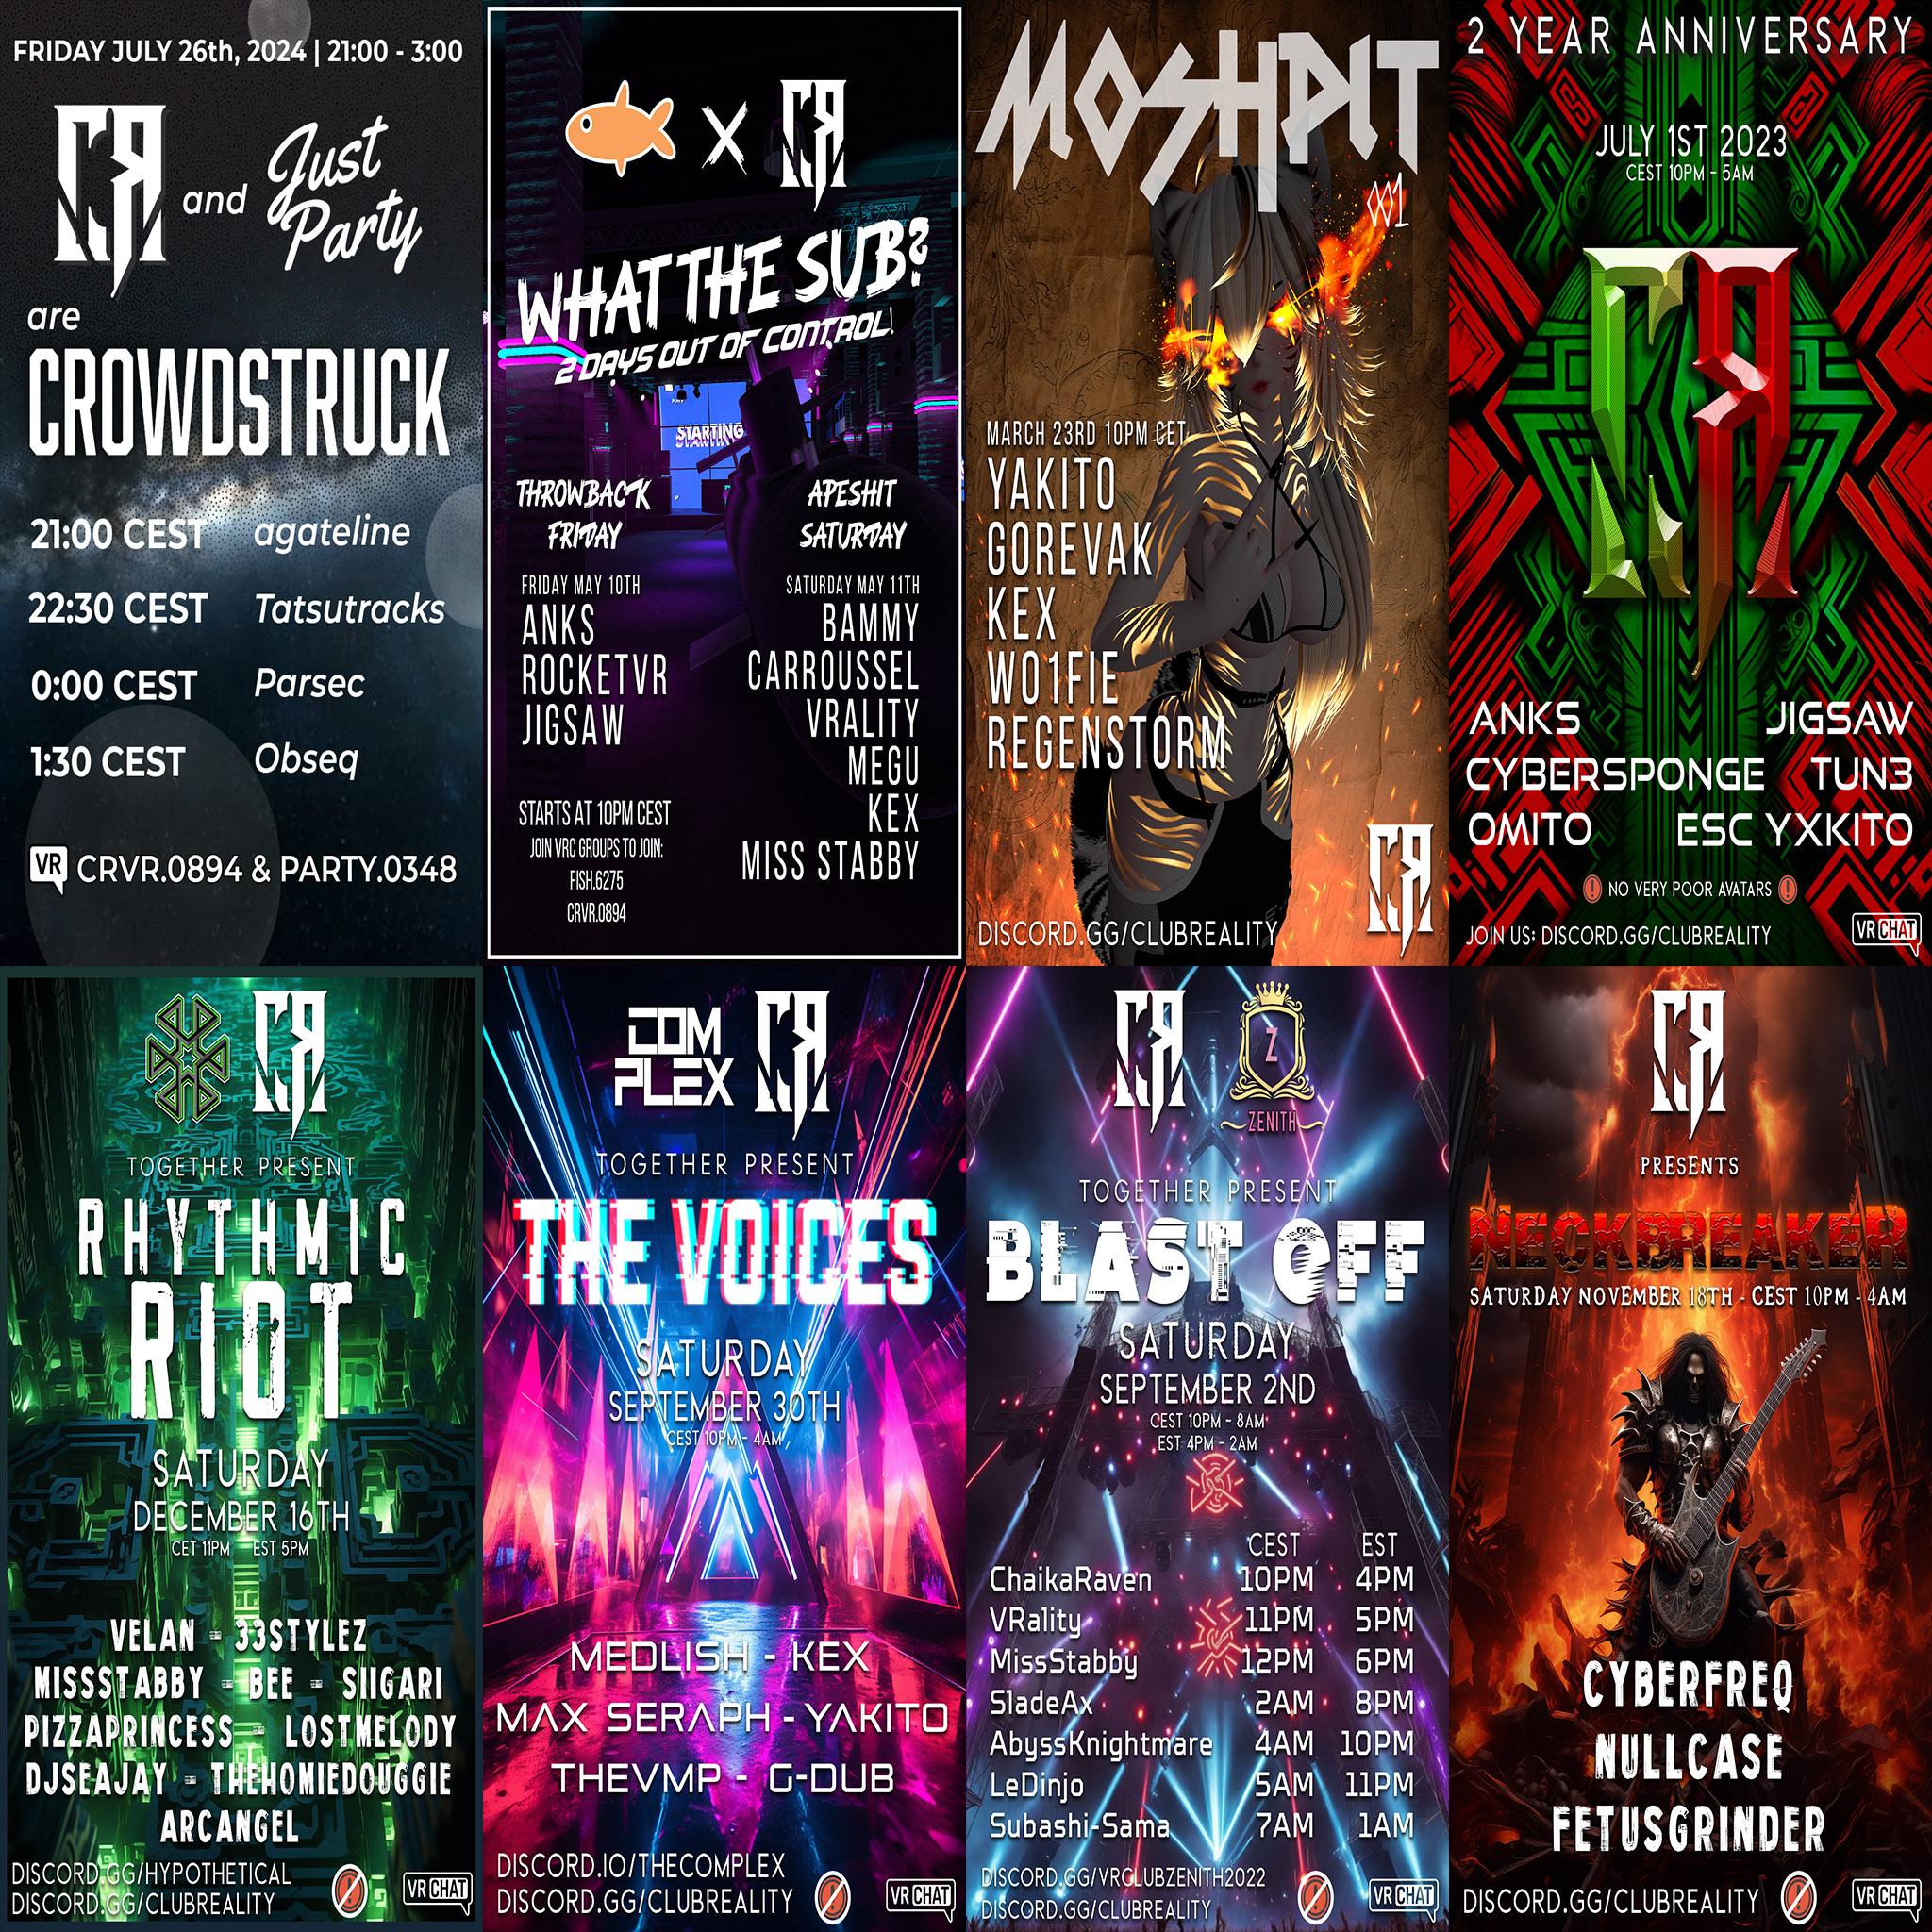 FRIDAY JULY 26th, 2024 | 21:00 - 3:00
CR and Just Party
are
CROWDSTRUCK
21:00 CEST agateline
22:30 CEST Tatsutracks
0:00 CEST Parsec
1:30 CEST Obseq
VR CRVR.0894 & PARTY.0348
X CR
WHAT THE SUB?
2 DAYS OUT OF CONTROL!
STARTING
THROWBACK
FRIDAY
FRIDAY MAY 10TH
ANKS
ROCKETVR
JIGSAW
STARTS AT 10PM CEST
JOIN VRC GROUPS TO JOIN:
FISH.6275
CRVR.0894
APESHIT
SATURDAY
SATURDAY MAY 11TH
BAMMY
CARROUSSEL
VRALITY
MEGU
KEX
MISS STABBY
MOSHPIT
001
MARCH 23RD 10PM CET
YAKITO
GOREVAK
KEX
WO1FIE
REGENSTORM
CR
DISCORD.GG/CLUBREALITY
2 YEAR ANNIVERSARY
JULY 1ST 2023
CEST 10PM - 5AM
CR
ANKS JIGSAW
CYBERSPONGE TUN3
OMITO ESC YXKITO
NO VERY POOR AVATARS
JOIN US: DISCORD.GG/CLUBREALITY
VRCHAT
CR
TOGETHER PRESENT
RHYTHMIC
RIOT
SATURDAY
DECEMBER 16TH
CET 11PM EST 5PM
VELAN - 33STYLEZ
MISSSTABBY - BEE - SIIGARI
PIZZAPRINCESS - LOSTMELODY
DJSEAJAY - THEHOMIEDOUGGIE
ARCANGEL
DISCORD.GG/HYPOTHETICAL
DISCORD.GG/CLUBREALITY
VRCHAT
COM
PLEX
CR
TOGETHER PRESENT
THE VOICES
SATURDAY
SEPTEMBER 30TH
CEST 10PM - 4AM
MEDLISH - KEX
MAX SERAPH - YAKITO
THEVMP - G-DUB
DISCORD.IO/THECOMPLEX
DISCORD.GG/CLUBREALITY
VRCHAT
CR
Z
ZENITH
TOGETHER PRESENT
BLAST OFF
SATURDAY
SEPTEMBER 2ND
CEST 10PM - 8AM
EST 4PM - 2AM
CEST EST
ChaikaRaven 10PM 4PM
VRality 11PM 5PM
MissStabby 12PM 6PM
SladeAx 2AM 8PM
AbyssKnightmare 4AM 10PM
LeDinjo 5AM 11PM
Subashi-Sama 7AM 1AM
DISCORD.GG/VRCLUBZENITH2022
DISCORD.GG/CLUBREALITY
VRCHAT
CR
PRESENTS
NECKBREAKER
SATURDAY NOVEMBER 18TH - CEST 10PM - 4AM
CYBERFREQ
NULLCASE
FETUSGRINDER
DISCORD.GG/CLUBREALITY
VRCHAT